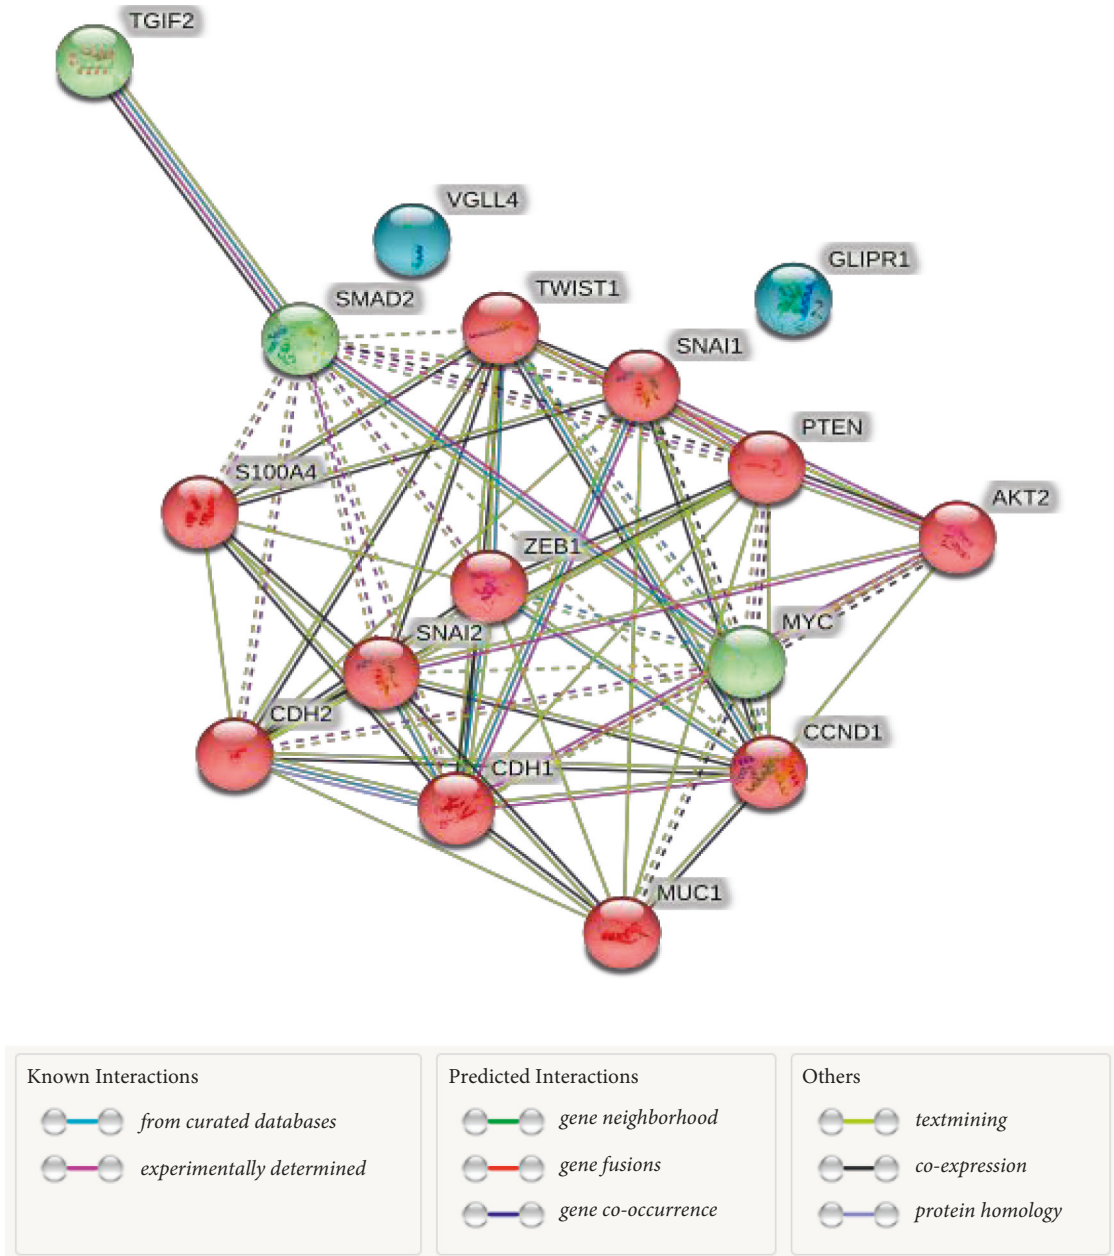 TGIF2
VGLL4
GLIPR1
SMAD2
TWIST1
SNAI1
PTEN
S100A4
AKT2
ZEB1
MYC
SNAI2
CDH2
CCND1
CDH1
MUC1
Known Interactions
from curated databases
experimentally determined
Predicted Interactions
gene neighborhood
gene fusions
gene co-occurrence
Others
textmining
co-expression
protein homology